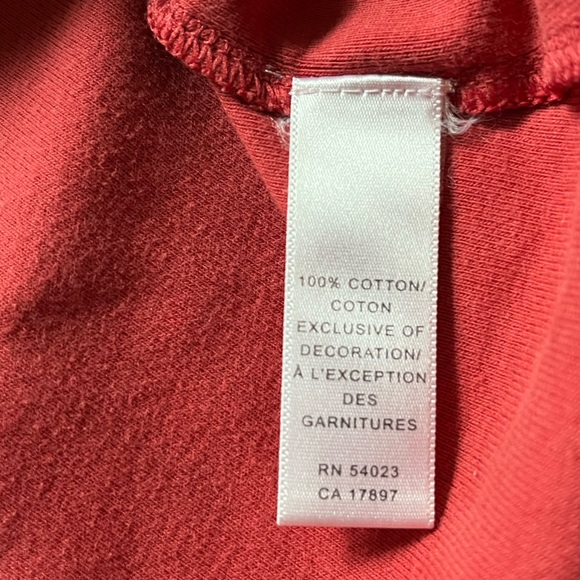 100% COTTON/
COTON
EXCLUSIVE OF
DECORATION/
À L'EXCEPTION
DES
GARNITURES
RN 54023
CA 17897